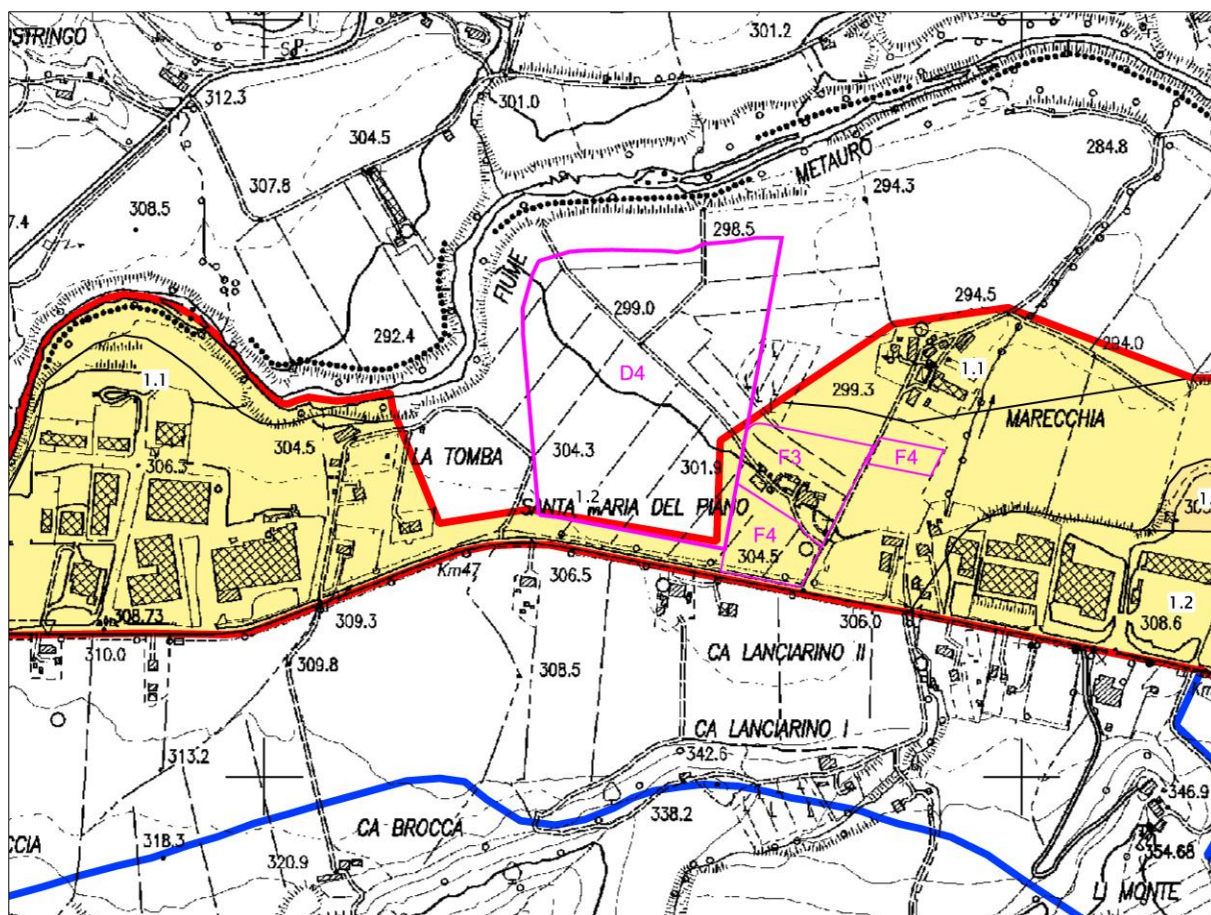 OSTRINGO
S.P
301.2
312.3
301.0
304.5
284.8
METAURO
307.8
294.3
7.4
308.5
298.5
FIUME
299.0
294.5
292.4
294.0
D4
1.1
1.1
299.3
MARECCHIA
304.5
LA TOMBA
304.3
301.9
F3
F4
306.3
1.2
SANTA MARIA DEL PIANO
F4
304.5
Km47
306.5
1.2
308.73
309.3
306.0
308.6
310.0
309.8
308.5
CA LANCIARINO II
CA LANCIARINO I
313.2
342.6
346.9
338.2
CA BROCCA
CCIA
318.3
320.9
354.68
LI MONTE